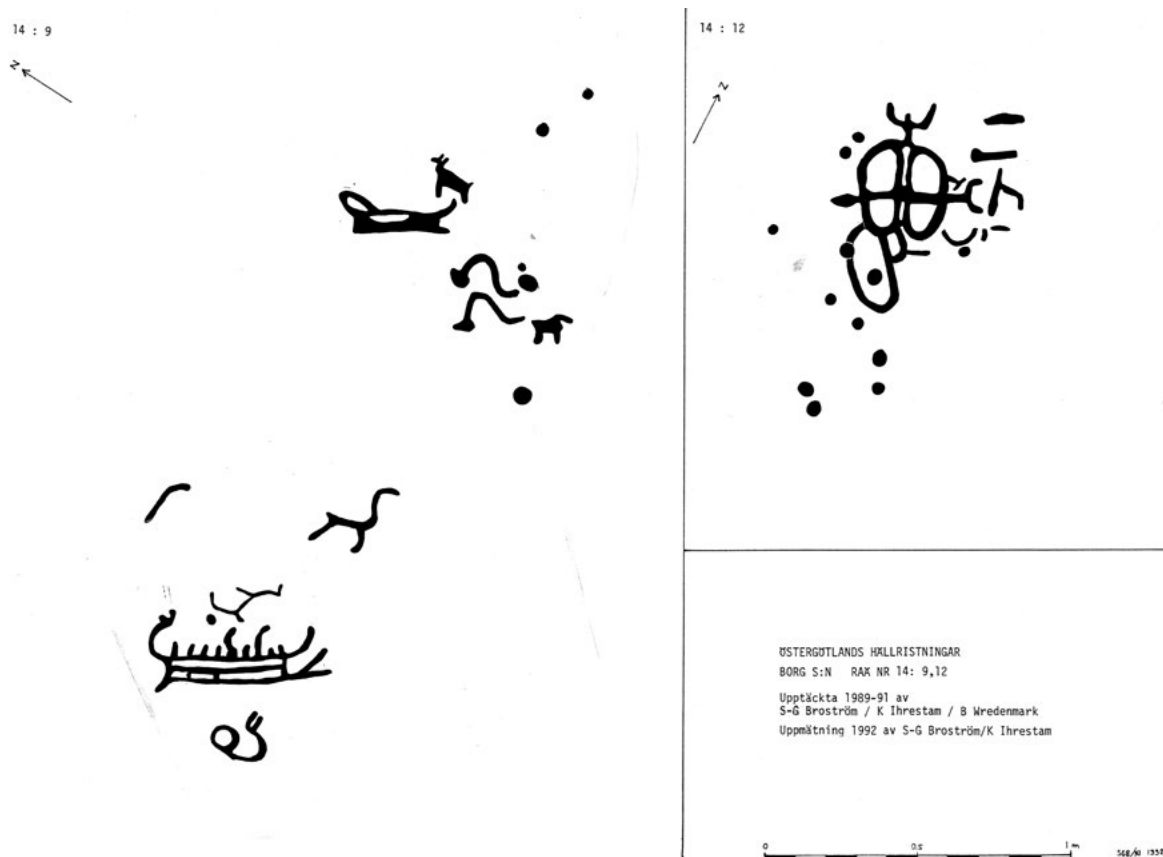 14 : 9
N
14 : 12
N
ÖSTERGÖTLANDS HÄLLRISTNINGAR
BORG S:N RAÄ NR 14: 9,12
Upptäckta 1989-91 av
S-G Broström / K Ihrestam / B Wredenmark
Uppmätning 1992 av S-G Broström/K Ihrestam
0 0.5 1 m